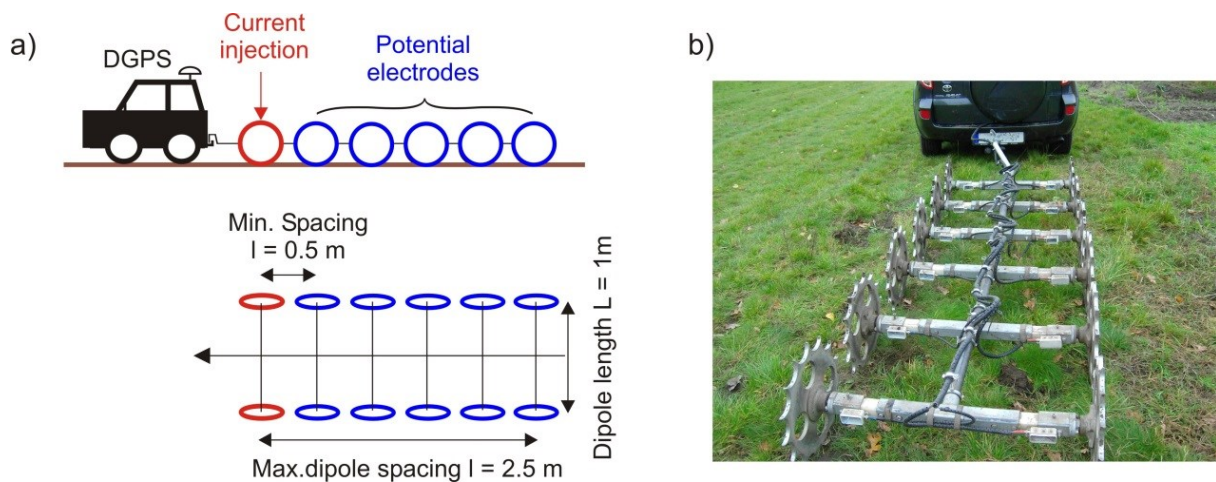 a)
DGPS
Current
injection
Potential
electrodes
Min. Spacing
l = 0.5 m
Dipole length L = 1m
Max.dipole spacing l = 2.5 m
b)